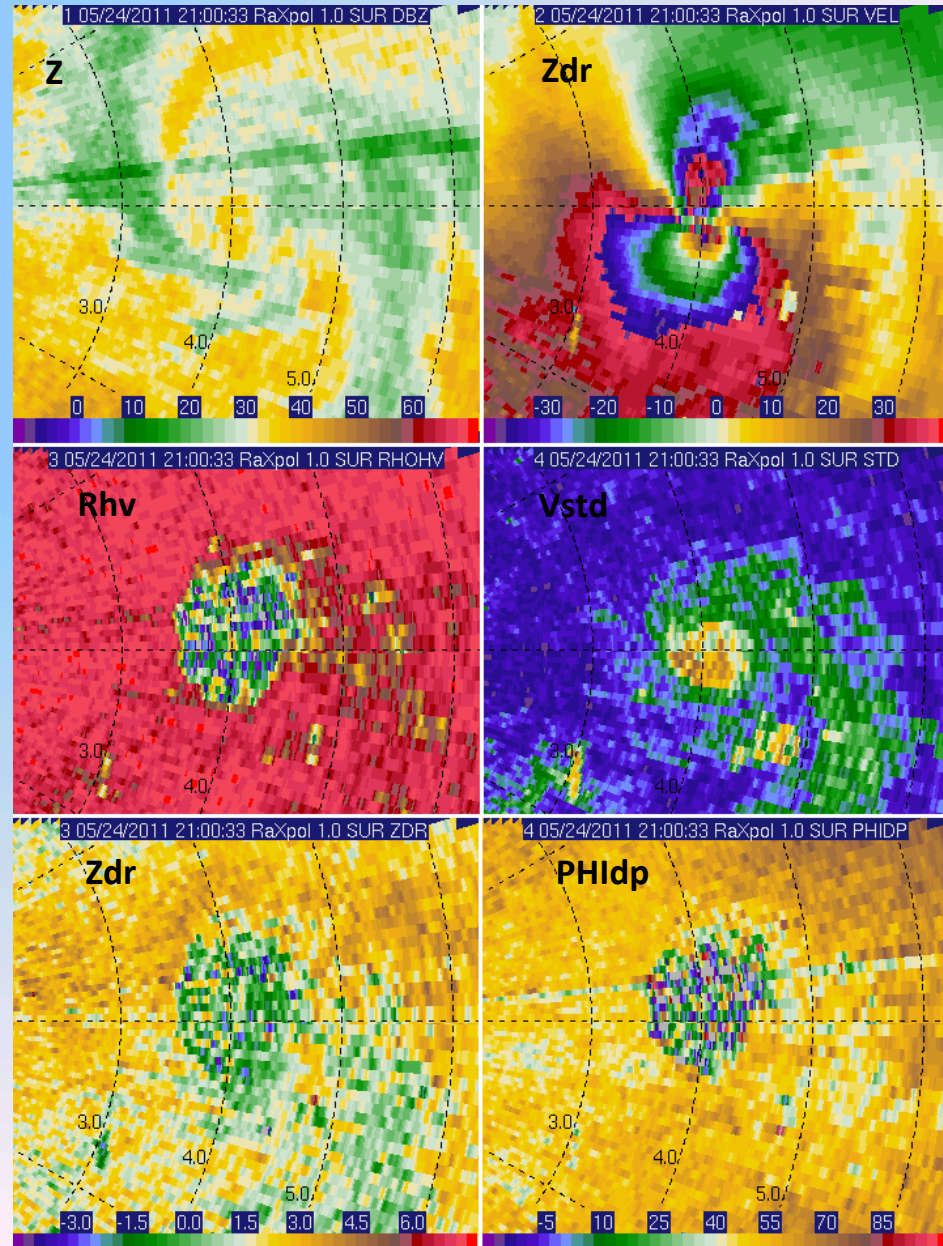 1 05/24/2011 21:00:33 RaXpol 1.0 SUR DBZ
Z
3.0
4.0
5.0
0 10 20 30 40 50 60
2 05/24/2011 21:00:33 RaXpol 1.0 SUR VEL
Zdr
3.0
4.0
5.0
-30 -20 -10 0 10 20 30
3 05/24/2011 21:00:33 RaXpol 1.0 SUR RHOHV
Rhv
3.0
4.0
4 05/24/2011 21:00:33 RaXpol 1.0 SUR STD
Vstd
3.0
4.0
3 05/24/2011 21:00:33 RaXpol 1.0 SUR ZDR
Zdr
3.0
4.0
5.0
-3.0 -1.5 0.0 1.5 3.0 4.5 6.0
4 05/24/2011 21:00:33 RaXpol 1.0 SUR PHIDP
PHIdp
3.0
4.0
5.0
-5 10 25 40 55 70 85